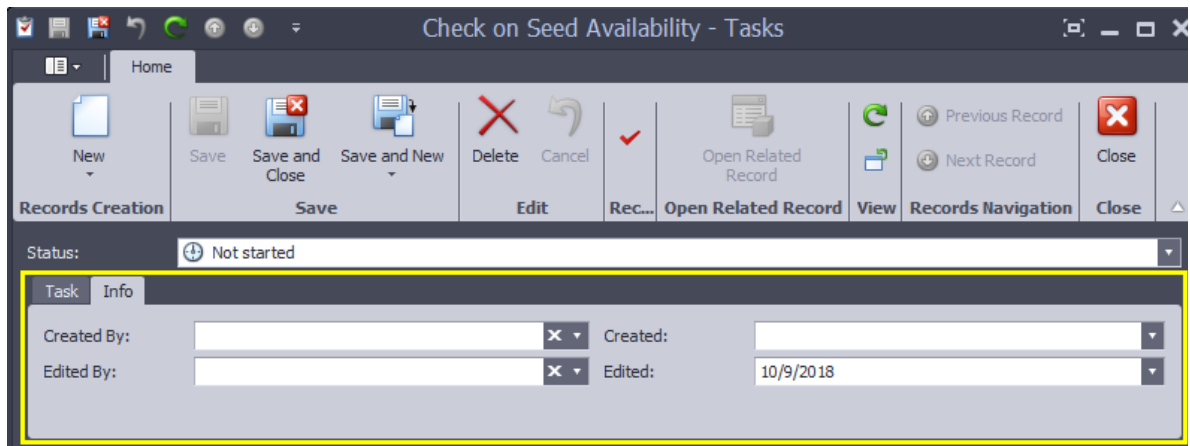 Check on Seed Availability - Tasks
Home
New
Save
Save and Close
Save and New
Delete
Cancel
Open Related Record
Previous Record
Next Record
Close
Records Creation
Save
Edit
Rec...
Open Related Record
View
Records Navigation
Close
Status: Not started
Task Info
Created By: Created:
Edited By: Edited: 10/9/2018